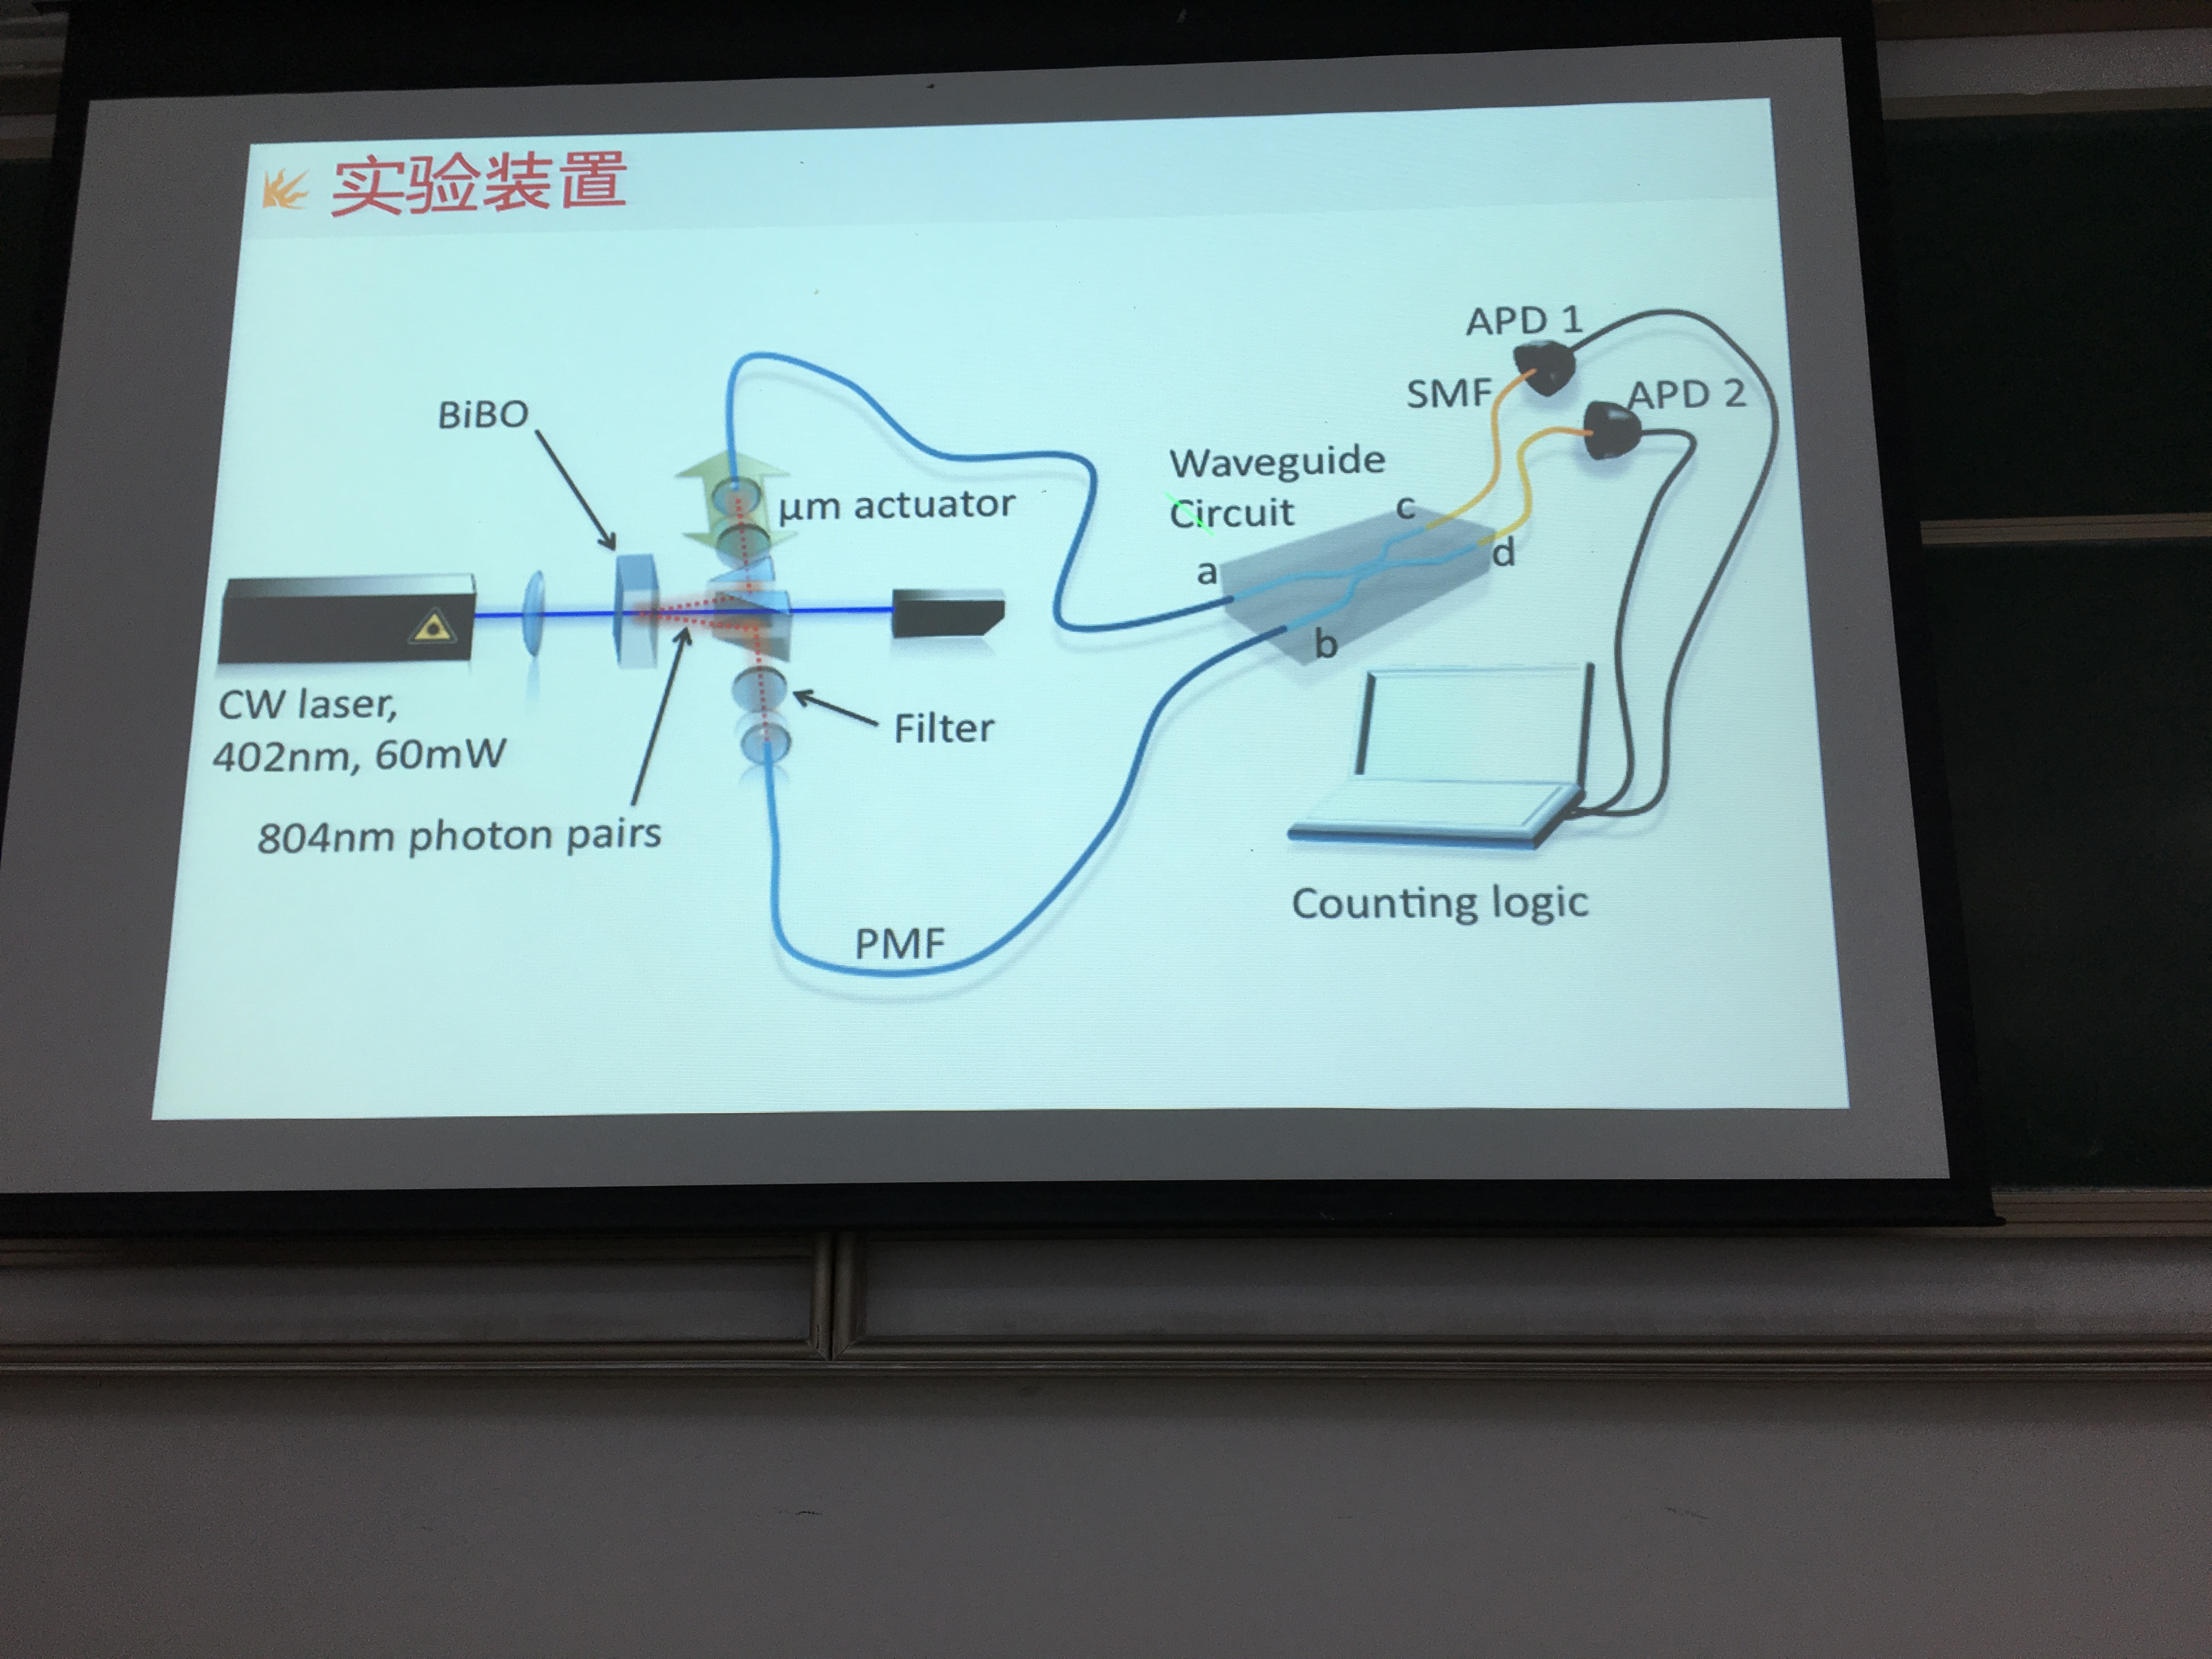 实验装置
APD 1
BiBO
SMF
APD 2
Waveguide
Circuit
μm actuator
c
a
d
b
CW laser,
402nm, 60mW
Filter
804nm photon pairs
Counting logic
PMF